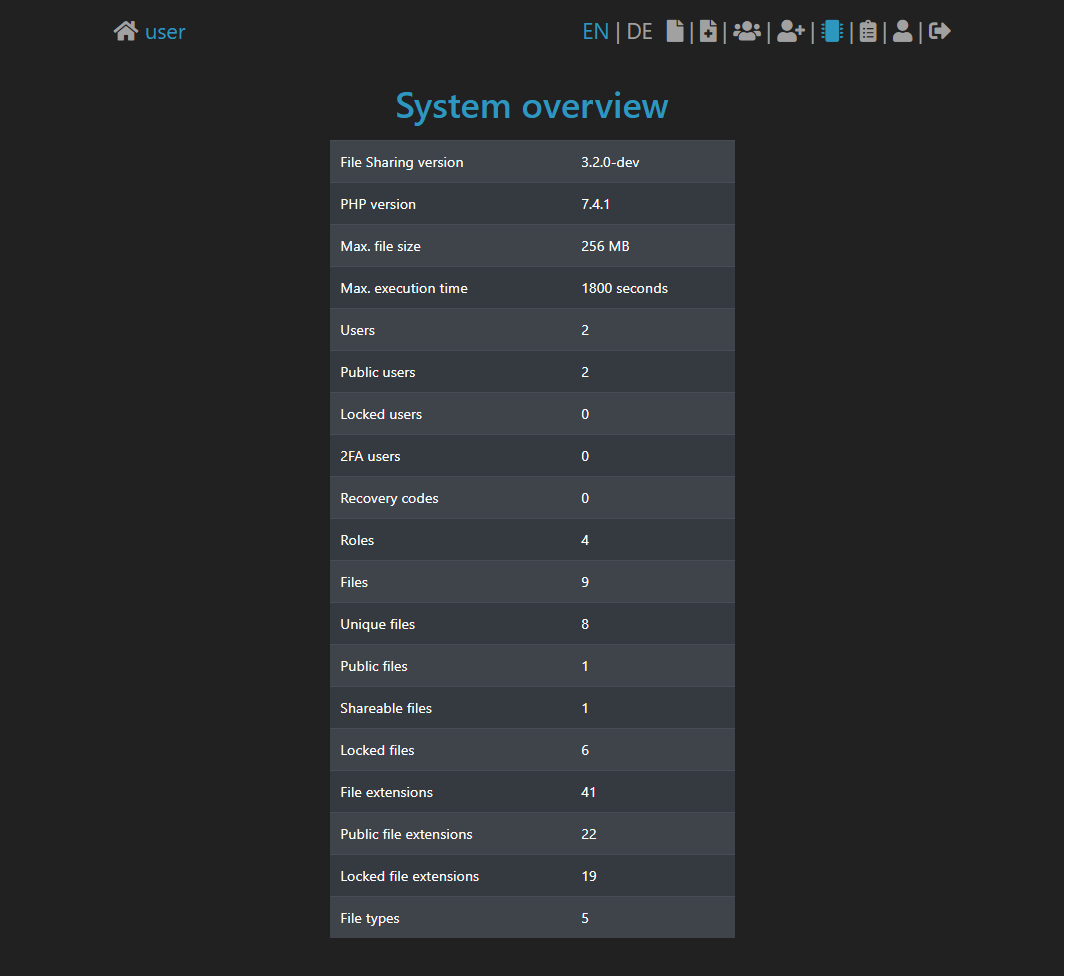 user EN | DE | | | | | | |
System overview
File Sharing version 3.2.0-dev
PHP version 7.4.1
Max. file size 256 MB
Max. execution time 1800 seconds
Users 2
Public users 2
Locked users 0
2FA users 0
Recovery codes 0
Roles 4
Files 9
Unique files 8
Public files 1
Shareable files 1
Locked files 6
File extensions 41
Public file extensions 22
Locked file extensions 19
File types 5